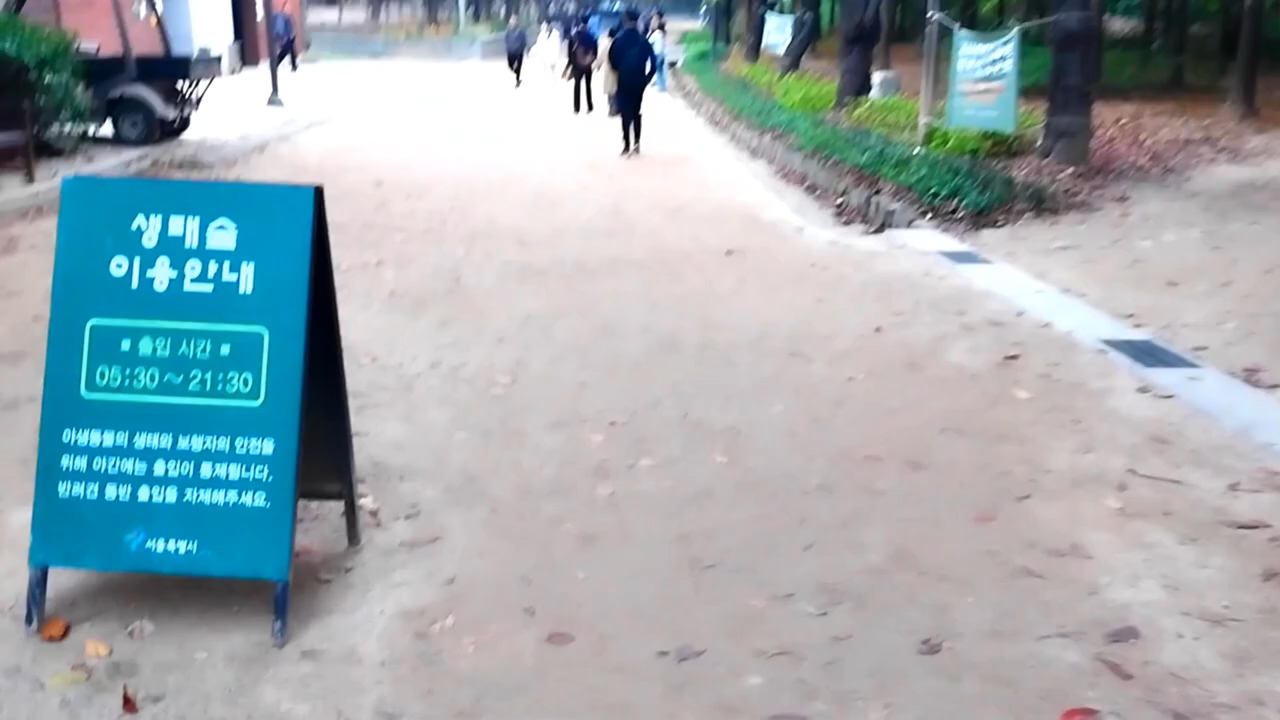 생태숲
이용안내
■ 출입 시간 ■
05:30~21:30
야생동물의 생태와 보행자의 안전을
위해 야간에는 출입이 통제됩니다.
반려견 동반 출입을 자제해주세요.
서울특별시